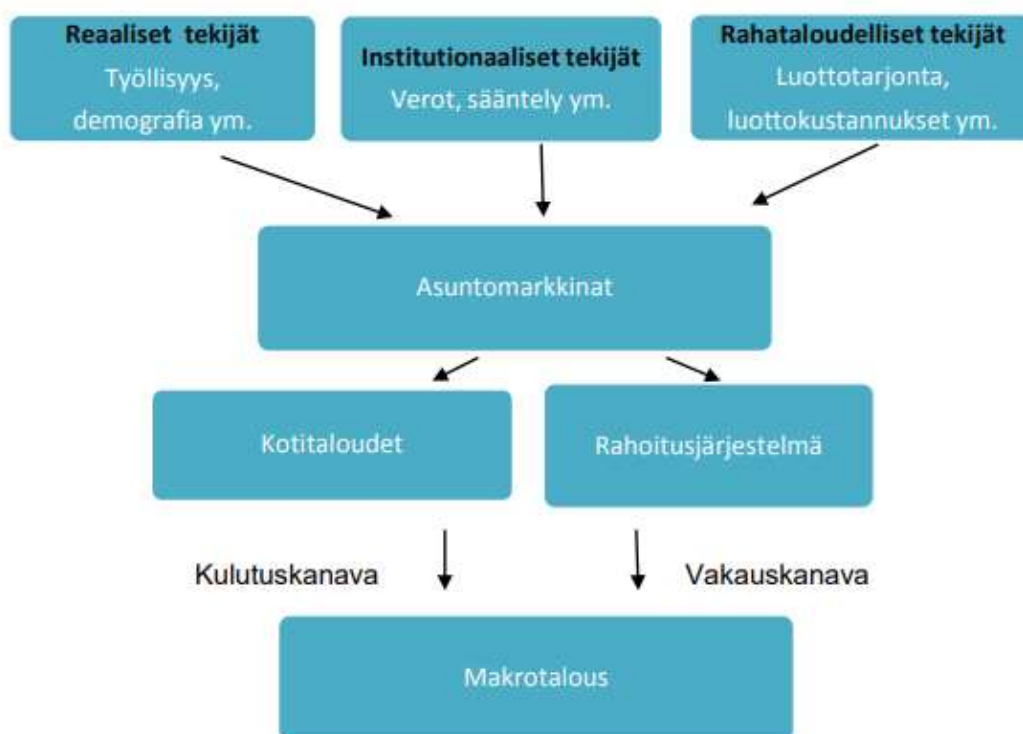 Reaaliset tekijät
Työllisyys,
demografia ym.
Institutionaaliset tekijät
Verot, sääntely ym.
Rahataloudelliset tekijät
Luottotarjonta,
luottokustannukset ym.
Asuntomarkkinat
Kotitaloudet
Rahoitusjärjestelmä
Kulutuskanava
Vakauskanava
Makrotalous